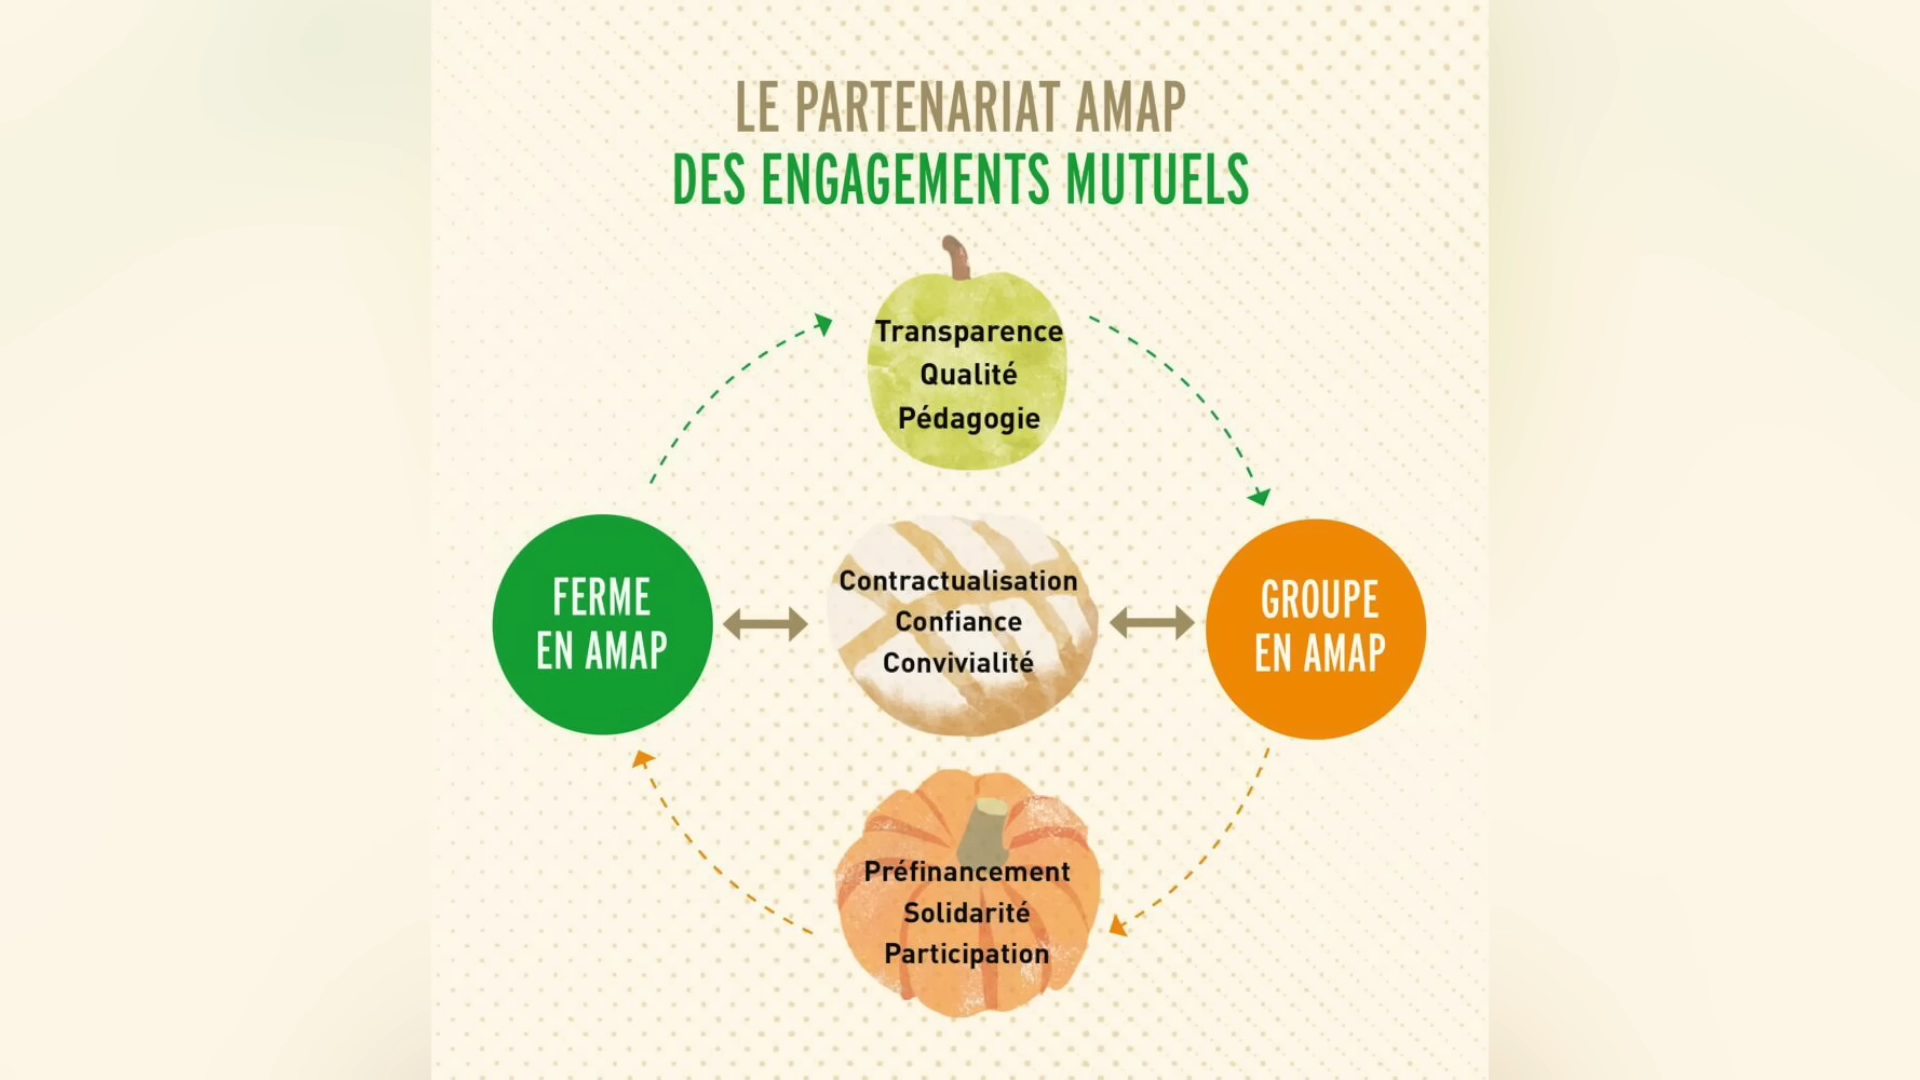 LE PARTENARIAT AMAP
DES ENGAGEMENTS MUTUELS
Transparence
Qualité
Pédagogie
FERME
EN AMAP
Contractualisation
Confiance
Convivialité
GROUPE
EN AMAP
Préfinancement
Solidarité
Participation